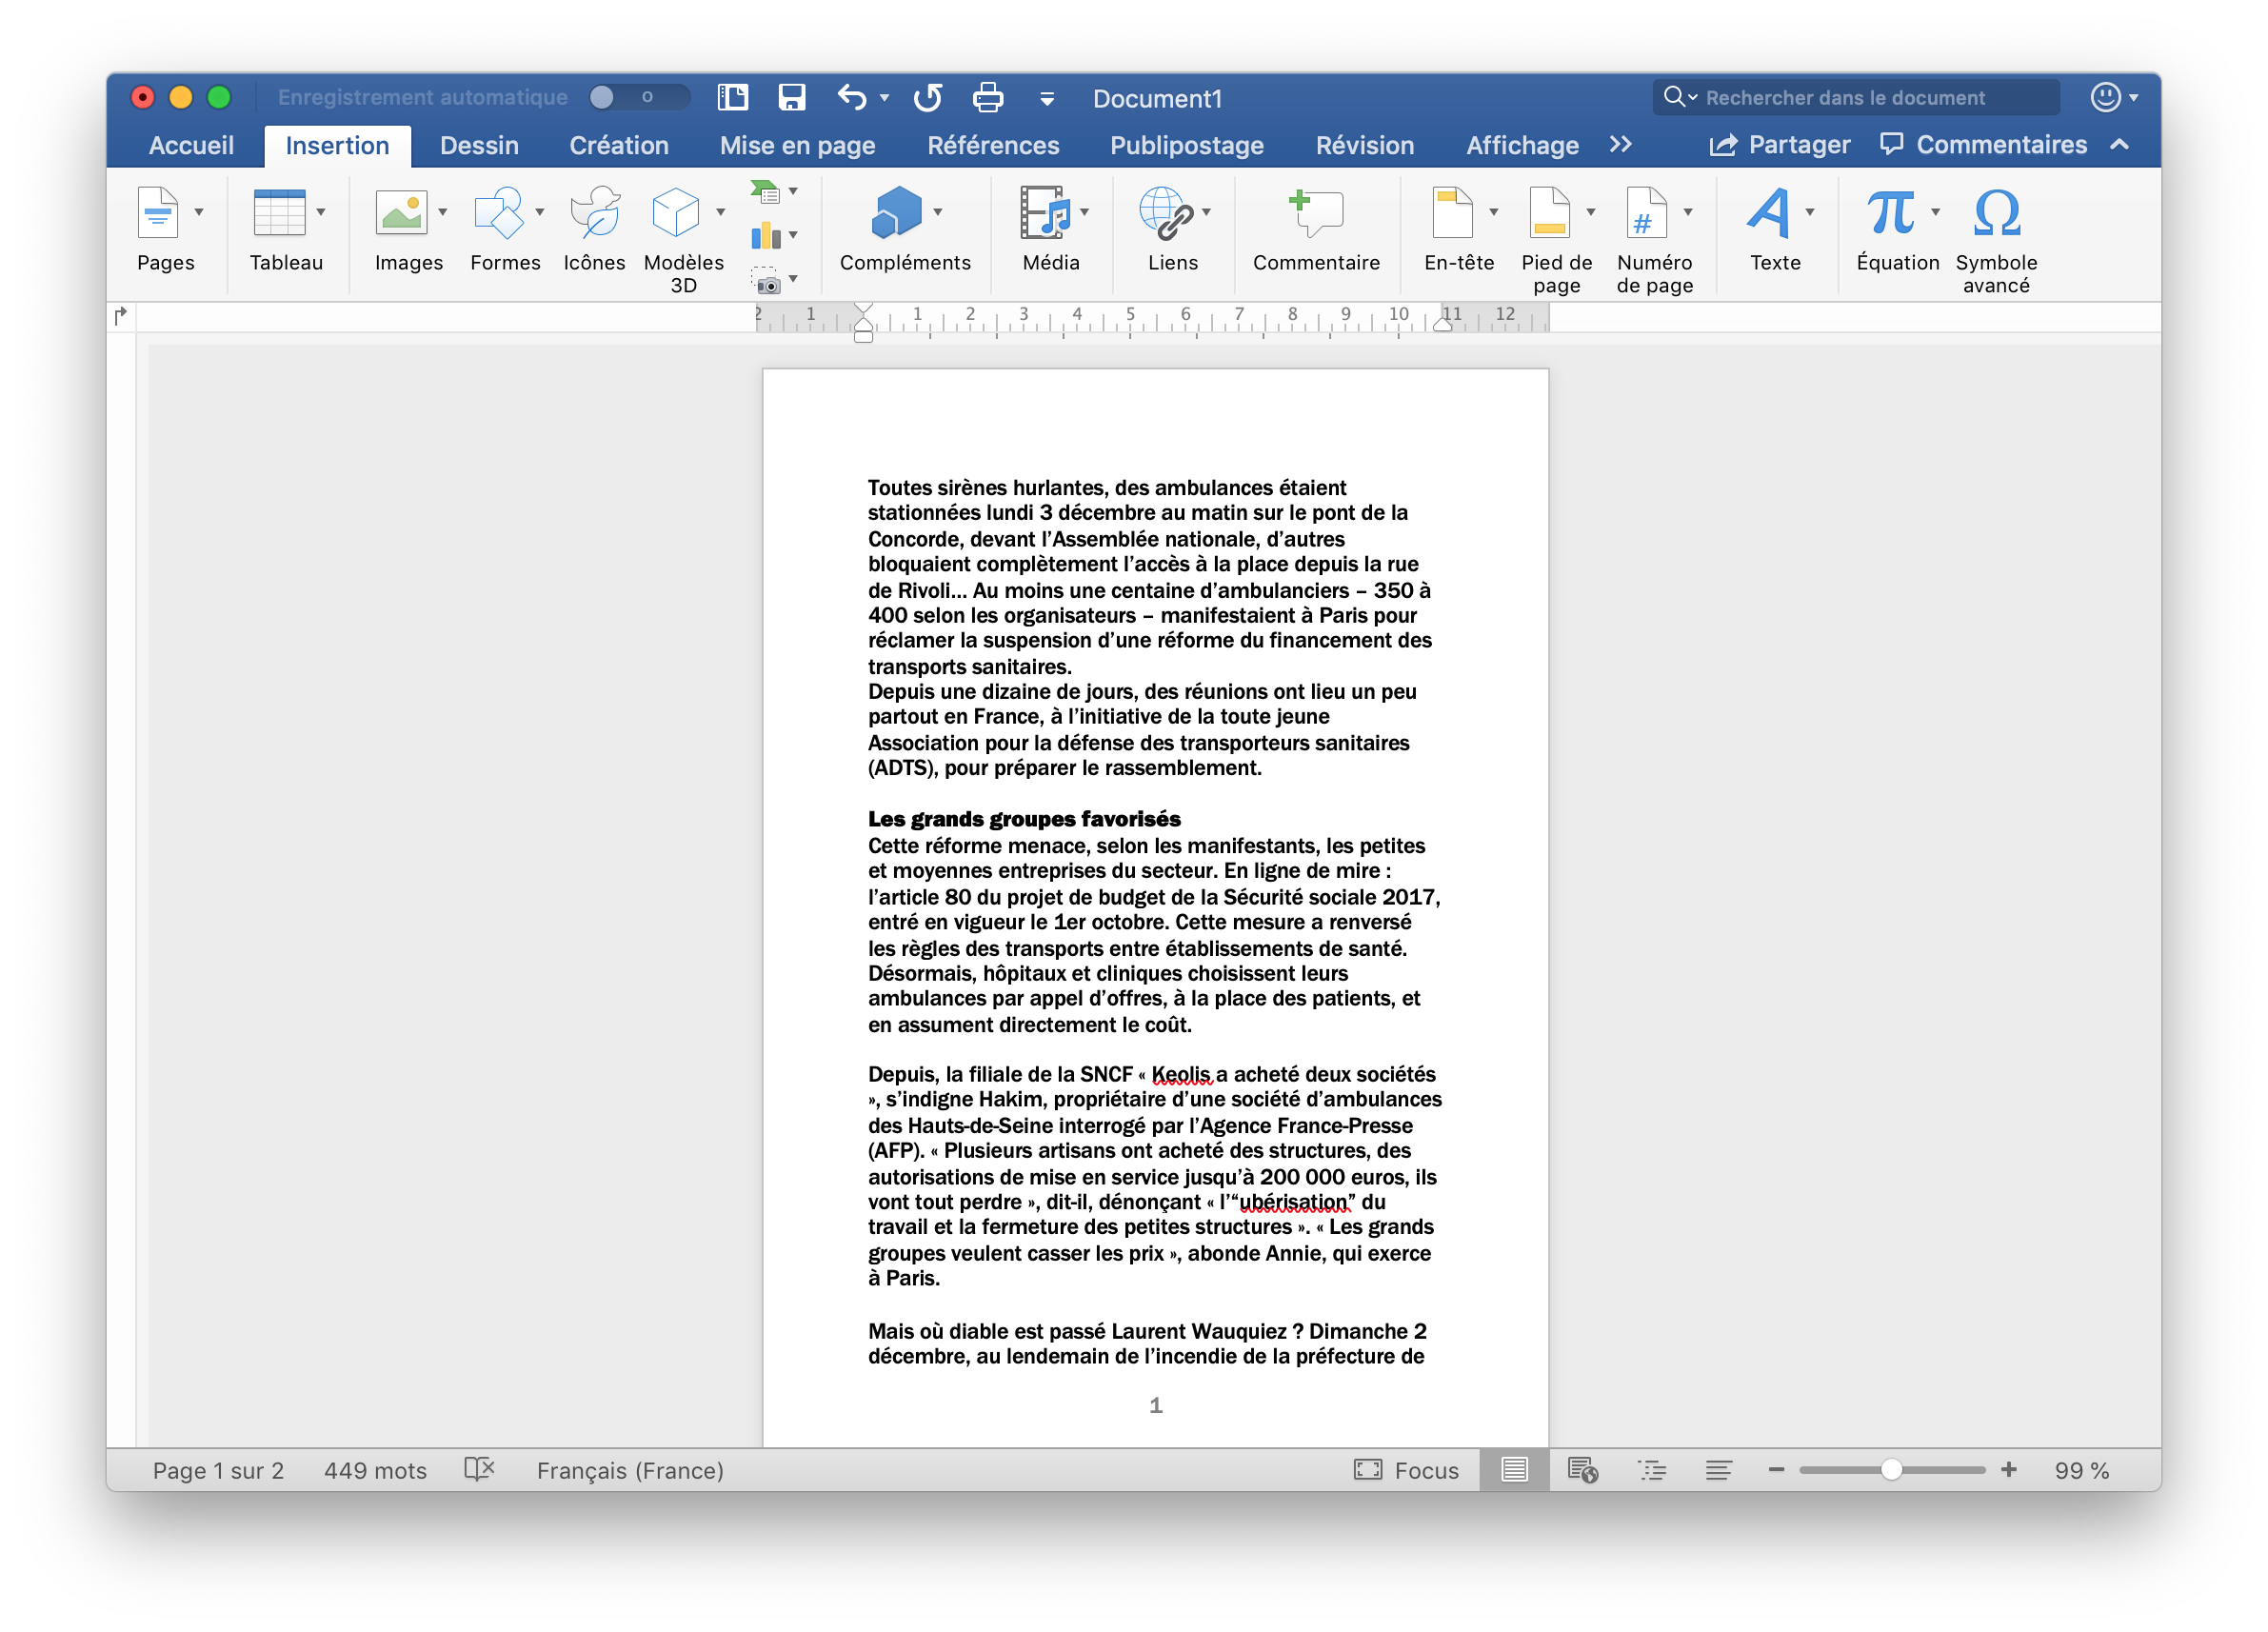 Enregistrement automatique
Document1
Rechercher dans le document
Accueil Insertion Dessin Création Mise en page Références Publipostage Révision Affichage Partager Commentaires
Pages Tableau Images Formes Icônes Modèles 3D Compléments Média Liens Commentaire En-tête Pied de page Numéro de page Texte Équation Symbole avancé
2 1 1 2 3 4 5 6 7 8 9 10 11 12
Toutes sirènes hurlantes, des ambulances étaient
stationnées lundi 3 décembre au matin sur le pont de la
Concorde, devant l’Assemblée nationale, d’autres
bloquaient complètement l’accès à la place depuis la rue
de Rivoli… Au moins une centaine d’ambulanciers – 350 à
400 selon les organisateurs – manifestaient à Paris pour
réclamer la suspension d’une réforme du financement des
transports sanitaires.
Depuis une dizaine de jours, des réunions ont lieu un peu
partout en France, à l’initiative de la toute jeune
Association pour la défense des transporteurs sanitaires
(ADTS), pour préparer le rassemblement.
Les grands groupes favorisés
Cette réforme menace, selon les manifestants, les petites
et moyennes entreprises du secteur. En ligne de mire :
l’article 80 du projet de budget de la Sécurité sociale 2017,
entré en vigueur le 1er octobre. Cette mesure a renversé
les règles des transports entre établissements de santé.
Désormais, hôpitaux et cliniques choisissent leurs
ambulances par appel d’offres, à la place des patients, et
en assument directement le coût.
Depuis, la filiale de la SNCF « Keolis a acheté deux sociétés
», s’indigne Hakim, propriétaire d’une société d’ambulances
des Hauts-de-Seine interrogé par l’Agence France-Presse
(AFP). « Plusieurs artisans ont acheté des structures, des
autorisations de mise en service jusqu’à 200 000 euros, ils
vont tout perdre », dit-il, dénonçant « l’“ubérisation” du
travail et la fermeture des petites structures ». « Les grands
groupes veulent casser les prix », abonde Annie, qui exerce
à Paris.
Mais où diable est passé Laurent Wauquiez ? Dimanche 2
décembre, au lendemain de l’incendie de la préfecture de
1
Page 1 sur 2 449 mots Français (France) Focus 99 %